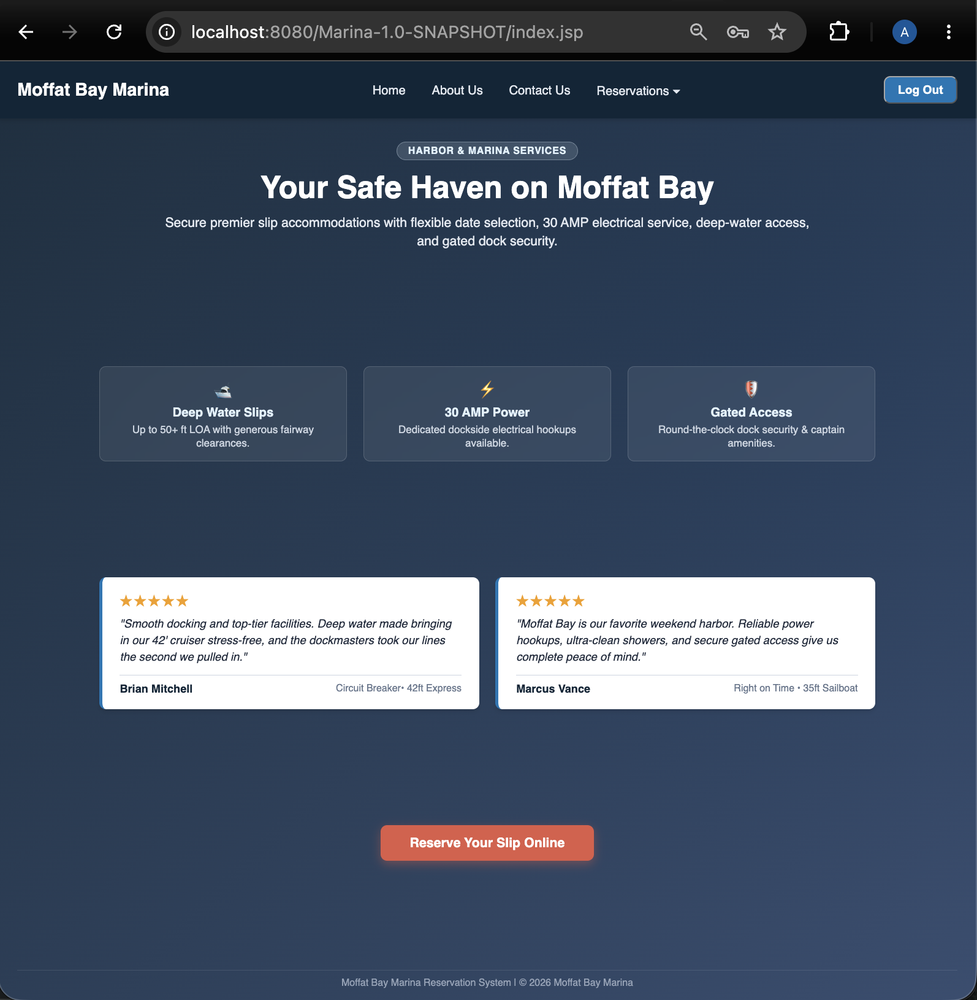 localhost:8080/Marina-1.0-SNAPSHOT/index.jsp
A
Moffat Bay Marina
Home
About Us
Contact Us
Reservations
Log Out
HARBOR & MARINA SERVICES
Your Safe Haven on Moffat Bay
Secure premier slip accommodations with flexible date selection, 30 AMP electrical service, deep-water access,
and gated dock security.
Deep Water Slips
Up to 50+ ft LOA with generous fairway
clearances.
30 AMP Power
Dedicated dockside electrical hookups
available.
Gated Access
Round-the-clock dock security & captain
amenities.
★★★★★
"Smooth docking and top-tier facilities. Deep water made bringing
in our 42' cruiser stress-free, and the dockmasters took our lines
the second we pulled in."
Brian Mitchell
Circuit Breaker• 42ft Express
★★★★★
"Moffat Bay is our favorite weekend harbor. Reliable power
hookups, ultra-clean showers, and secure gated access give us
complete peace of mind."
Marcus Vance
Right on Time • 35ft Sailboat
Reserve Your Slip Online
Moffat Bay Marina Reservation System | © 2026 Moffat Bay Marina